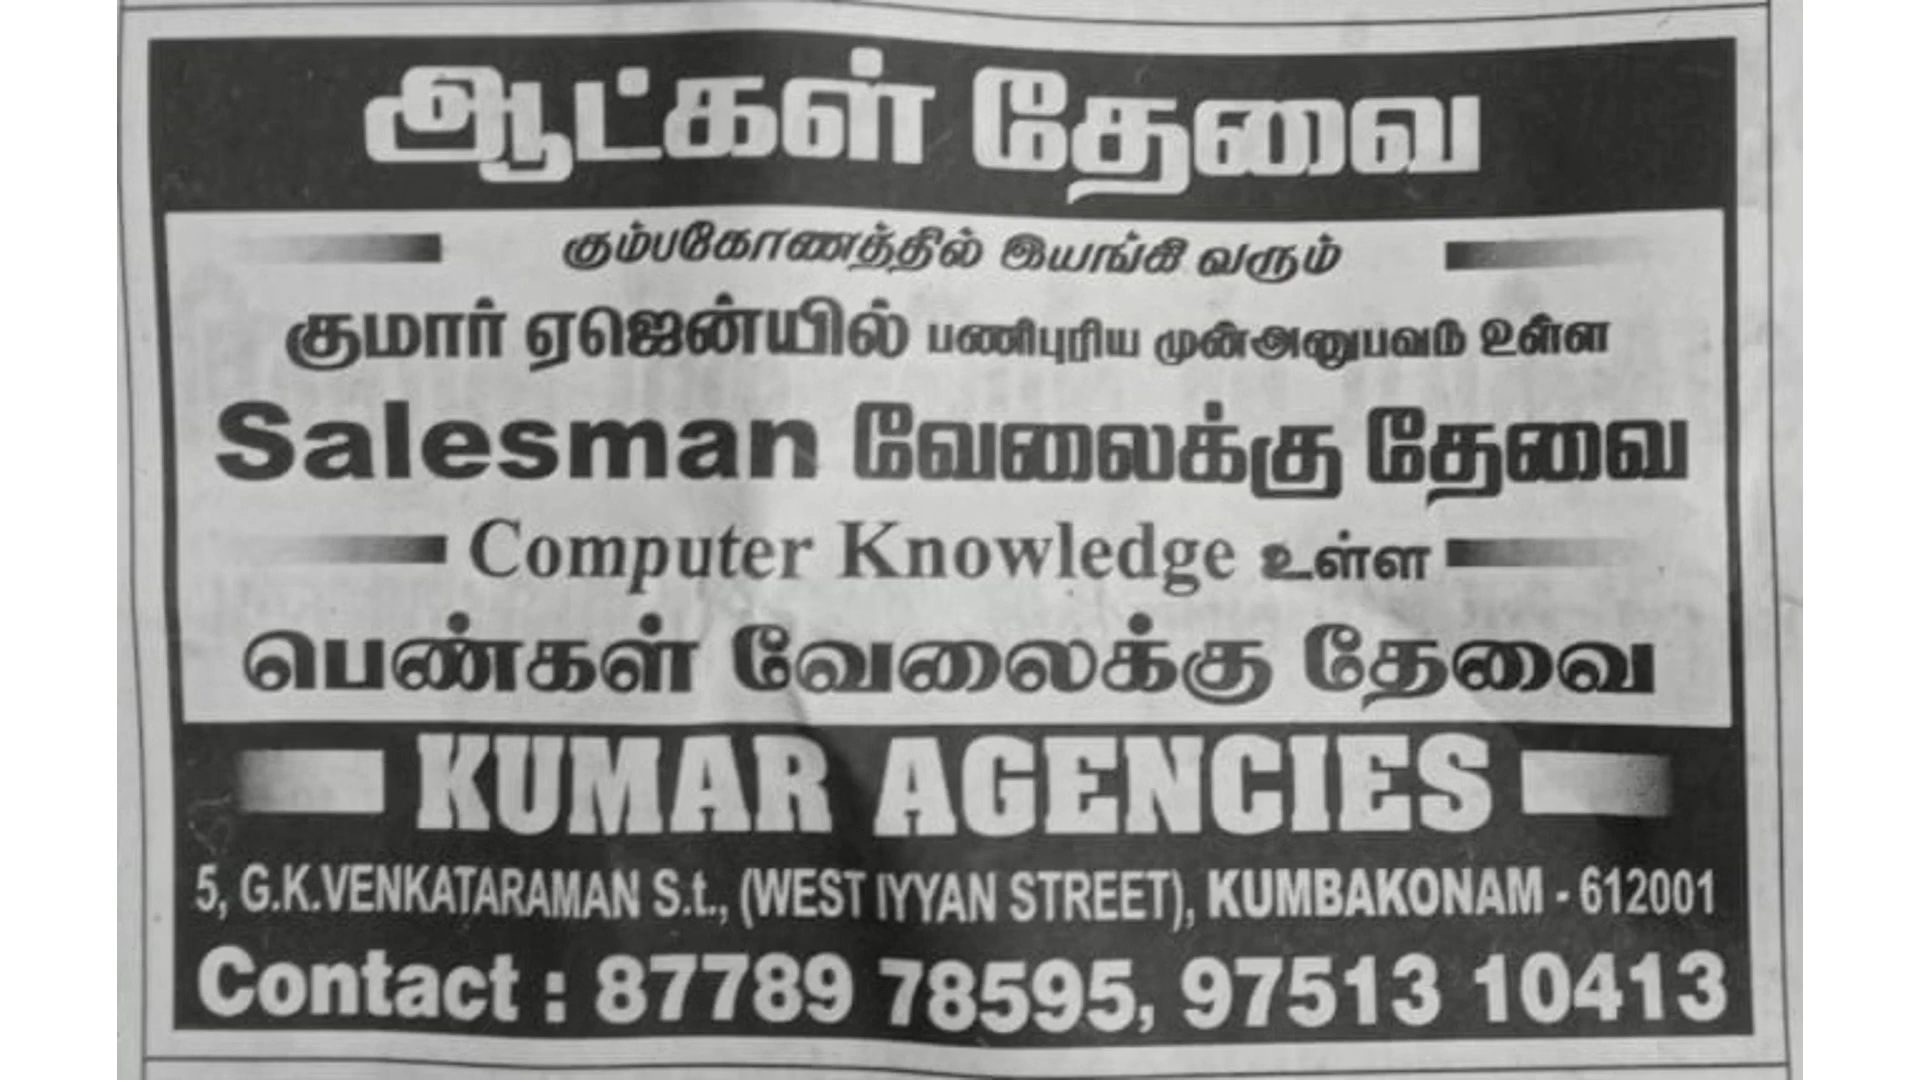 ஆட்கள் தேவை
கும்பகோணத்தில் இயங்கி வரும்
குமார் ஏஜென்யில் பணிபுரிய முன்அனுபவம் உள்ள
Salesman வேலைக்கு தேவை
Computer Knowledge உள்ள
பெண்கள் வேலைக்கு தேவை
KUMAR AGENCIES
5, G.K.VENKATARAMAN S.t., (WEST IYYAN STREET), KUMBAKONAM - 612001
Contact : 87789 78595, 97513 10413